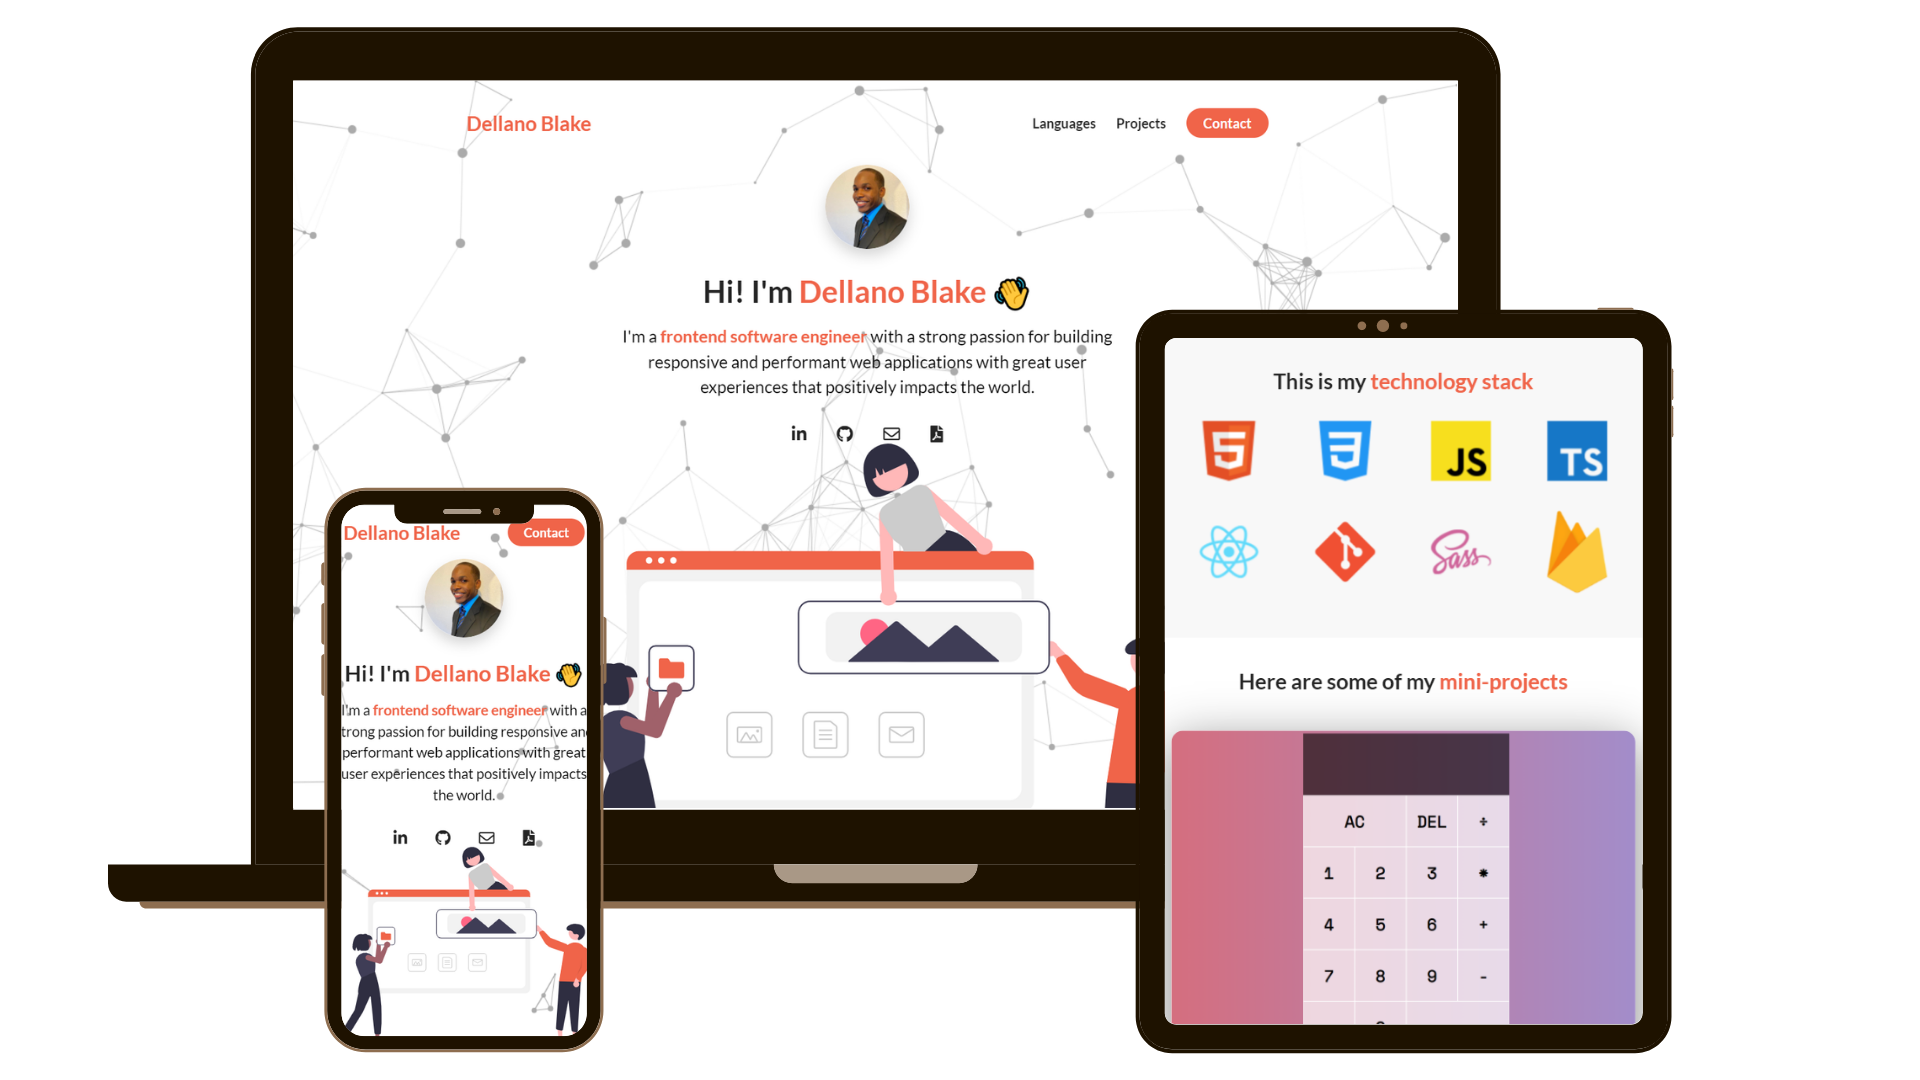 Dellano Blake
Languages Projects Contact
Hi! I'm Dellano Blake
I'm a frontend software engineer with a strong passion for building
responsive and performant web applications with great user
experiences that positively impacts the world.
in
Dellano Blake Contact
Hi! I'm Dellano Blake
I'm a frontend software engineer with a
trong passion for building responsive an
performant web applications with great
user experiences that positively impacts
the world.
in
This is my technology stack
5 3 JS TS
Sass
Here are some of my mini-projects
AC DEL ÷
1 2 3 *
4 5 6 +
7 8 9 -